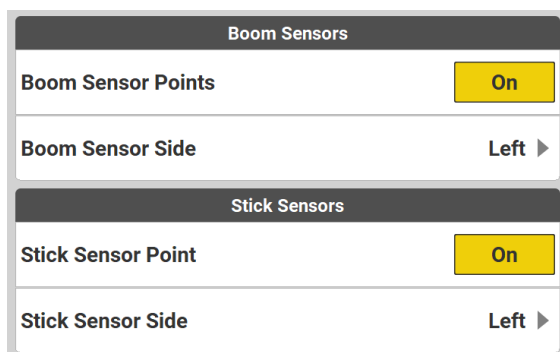 Boom Sensors
Boom Sensor Points On
Boom Sensor Side Left
Stick Sensors
Stick Sensor Point On
Stick Sensor Side Left